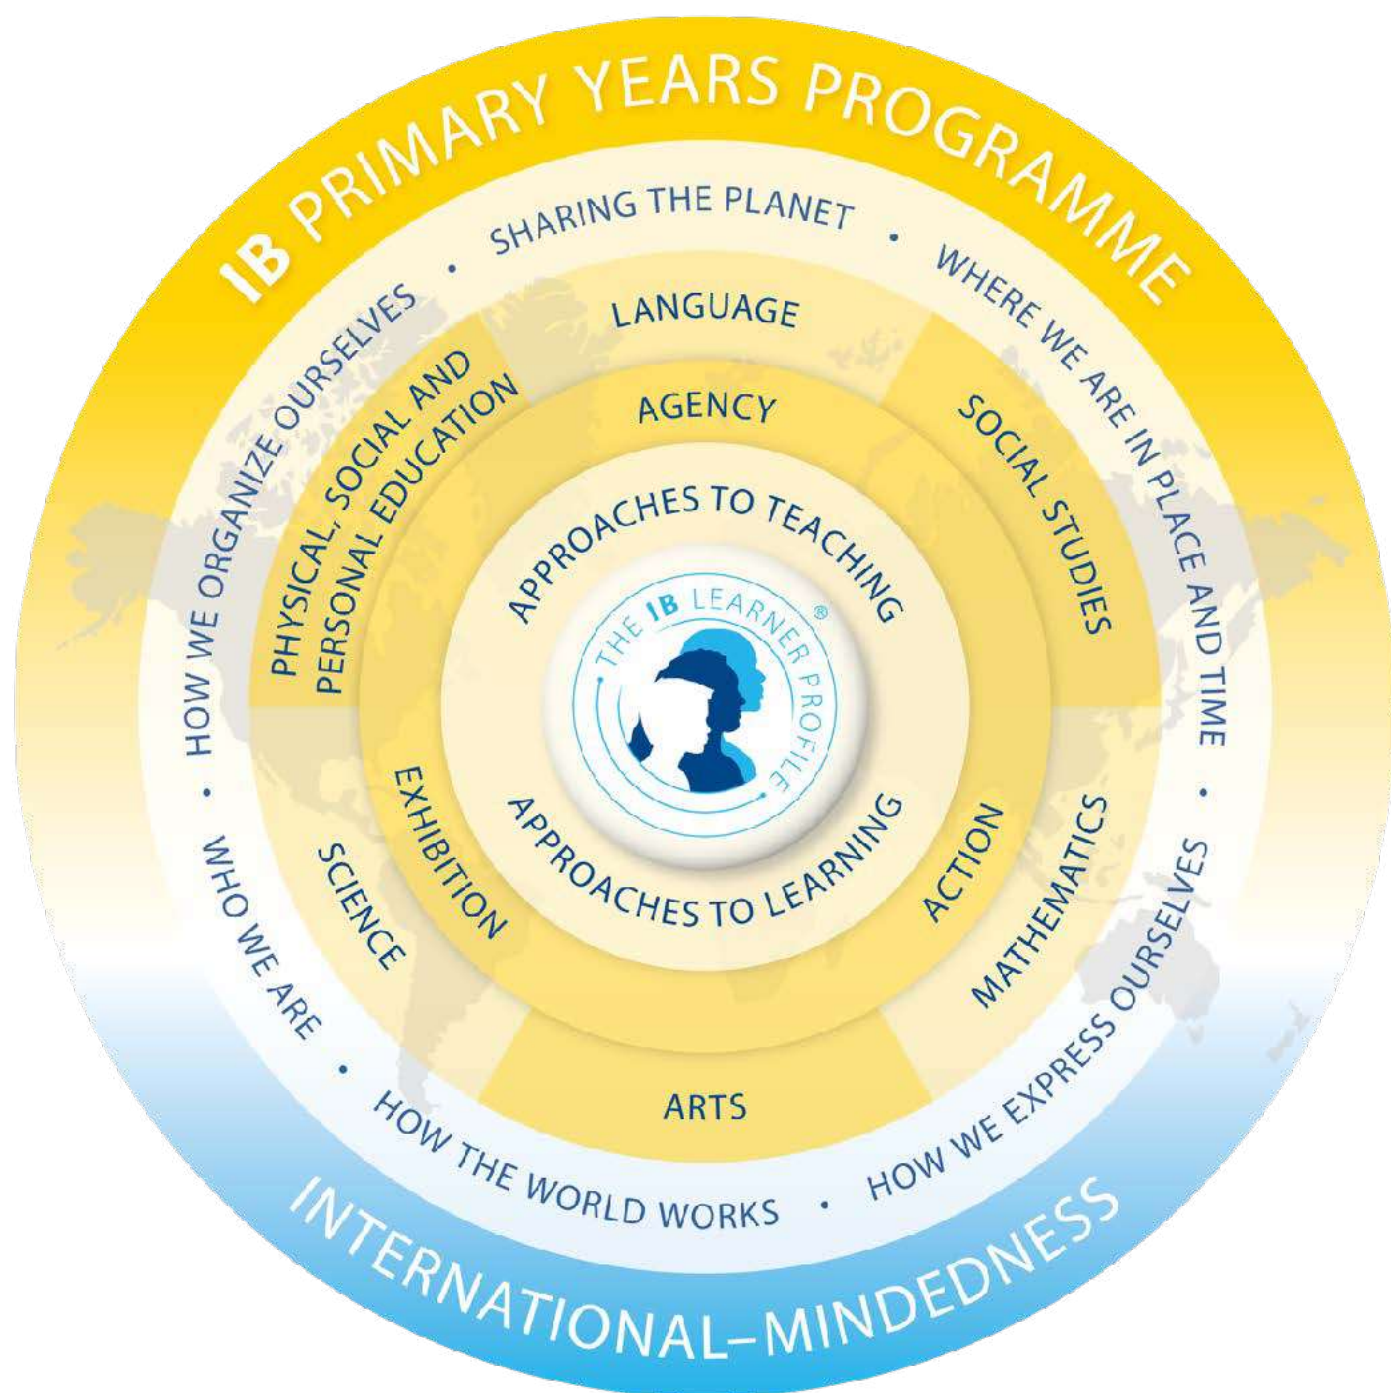 IB PRIMARY YEARS PROGRAMME
SHARING THE PLANET
•
WHERE WE ARE IN PLACE AND TIME
•
HOW WE EXPRESS OURSELVES
•
HOW THE WORLD WORKS
•
WHO WE ARE
•
HOW WE ORGANIZE OURSELVES
•
LANGUAGE
SOCIAL STUDIES
MATHEMATICS
ARTS
SCIENCE
PHYSICAL, SOCIAL AND
PERSONAL EDUCATION
AGENCY
ACTION
EXHIBITION
APPROACHES TO TEACHING
APPROACHES TO LEARNING
THE IB LEARNER PROFILE®
INTERNATIONAL–MINDEDNESS